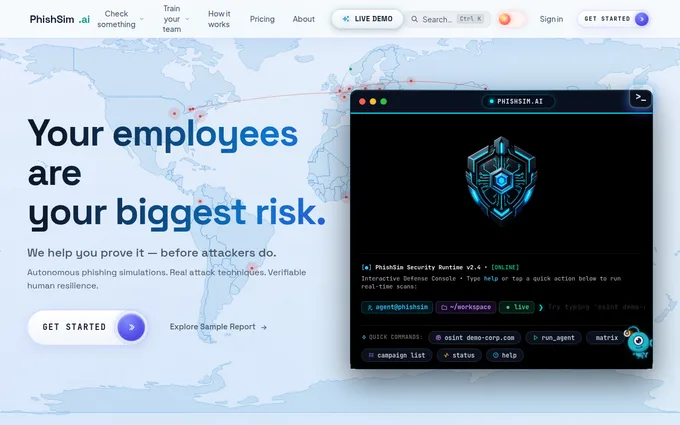 PhishSim .ai
Check something
Train your team
How it works
Pricing
About
LIVE DEMO
Search... Ctrl K
Sign in
GET STARTED
PHISHSIM.AI
>_
Your employees
are
your biggest risk.
We help you prove it — before attackers do.
Autonomous phishing simulations. Real attack techniques. Verifiable
human resilience.
GET STARTED
Explore Sample Report →
[●] PhishSim Security Runtime v2.4 • [ONLINE]
Interactive Defense Console • Type help or tap a quick action below to run
real-time scans:
agent@phishsim ~/workspace live ❯ Try typing 'osint demo-
QUICK COMMANDS: osint demo-corp.com run_agent matrix
campaign list status help